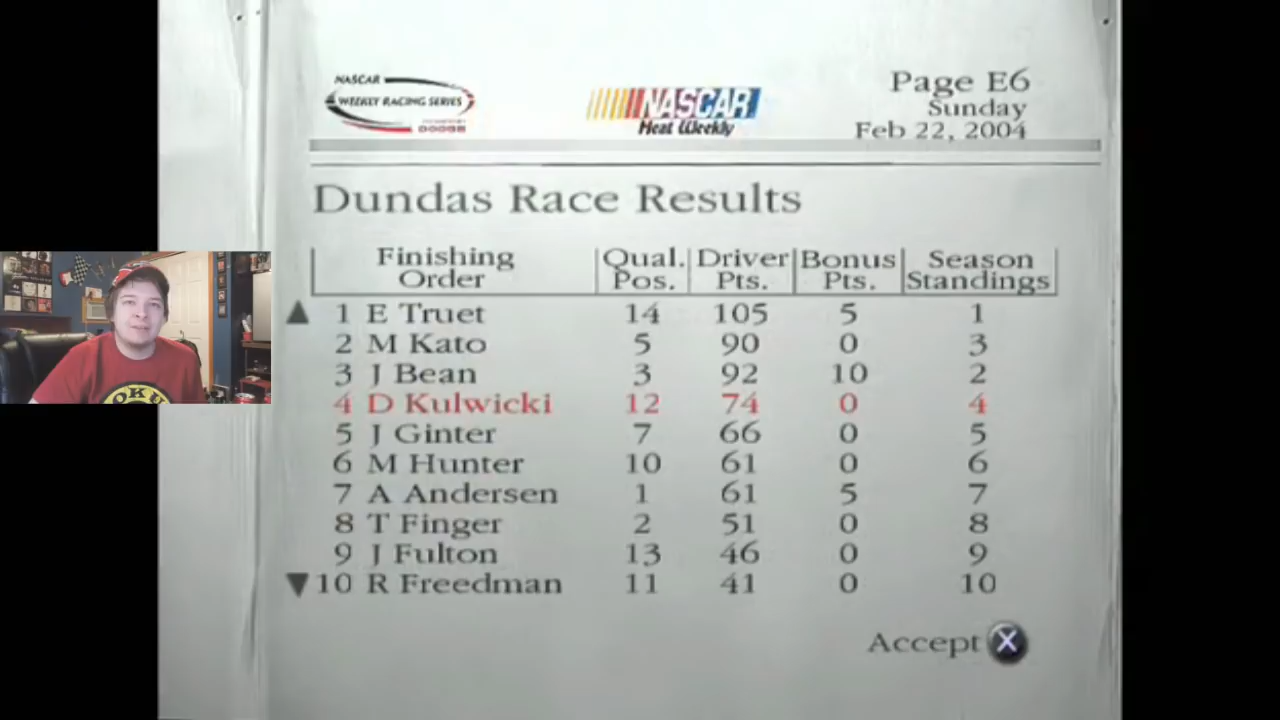 NASCAR
WEEKLY RACING SERIES
DODGE
NASCAR
Heat Weekly
Page E6
Sunday
Feb 22, 2004
Dundas Race Results
Finishing Order Qual. Pos. Driver Pts. Bonus Pts. Season Standings
1 E Truet 14 105 5 1
2 M Kato 5 90 0 3
3 J Bean 3 92 10 2
4 D Kulwicki 12 74 0 4
5 J Ginter 7 66 0 5
6 M Hunter 10 61 0 6
7 A Andersen 1 61 5 7
8 T Finger 2 51 0 8
9 J Fulton 13 46 0 9
10 R Freedman 11 41 0 10
Accept X